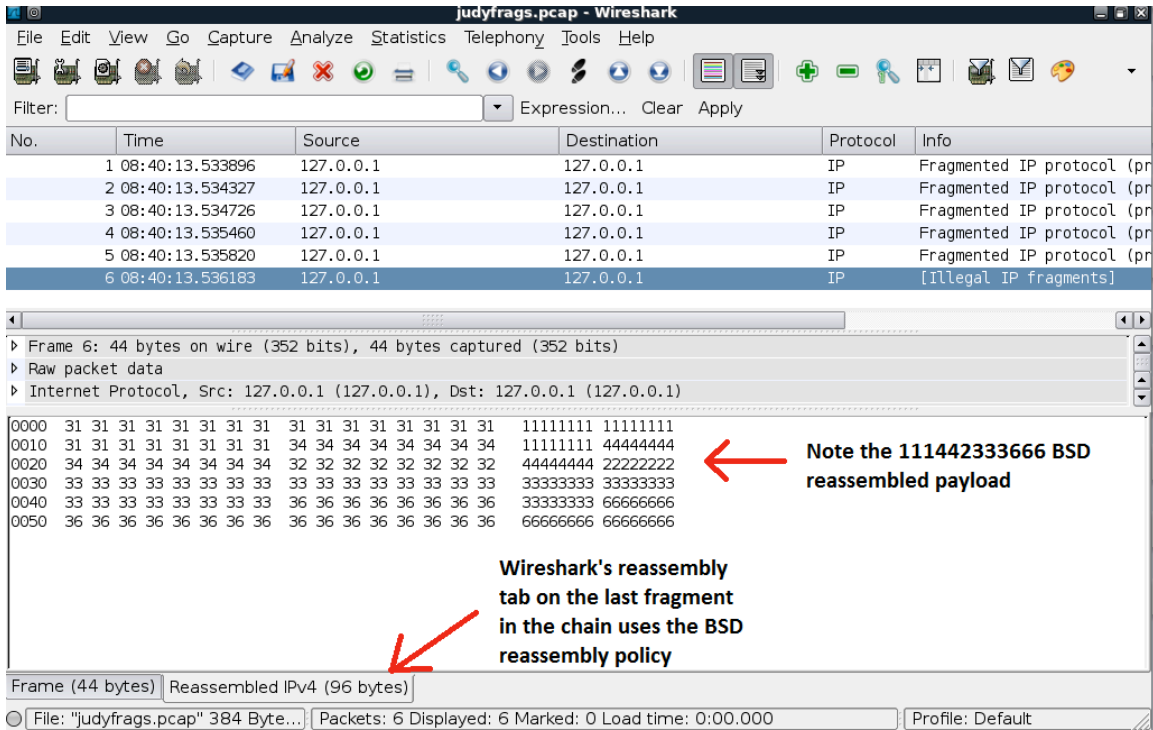 judyfrags.pcap - Wireshark
File Edit View Go Capture Analyze Statistics Telephony Tools Help
Filter: Expression... Clear Apply
No. Time Source Destination Protocol Info
1 08:40:13.533896 127.0.0.1 127.0.0.1 IP Fragmented IP protocol (pr
2 08:40:13.534327 127.0.0.1 127.0.0.1 IP Fragmented IP protocol (pr
3 08:40:13.534726 127.0.0.1 127.0.0.1 IP Fragmented IP protocol (pr
4 08:40:13.535460 127.0.0.1 127.0.0.1 IP Fragmented IP protocol (pr
5 08:40:13.535820 127.0.0.1 127.0.0.1 IP Fragmented IP protocol (pr
6 08:40:13.536183 127.0.0.1 127.0.0.1 IP [Illegal IP fragments]
Frame 6: 44 bytes on wire (352 bits), 44 bytes captured (352 bits)
Raw packet data
Internet Protocol, Src: 127.0.0.1 (127.0.0.1), Dst: 127.0.0.1 (127.0.0.1)
0000 31 31 31 31 31 31 31 31 31 31 31 31 31 31 31 31 11111111 11111111
0010 31 31 31 31 31 31 31 31 34 34 34 34 34 34 34 34 11111111 44444444
0020 34 34 34 34 34 34 34 34 32 32 32 32 32 32 32 32 44444444 22222222
0030 33 33 33 33 33 33 33 33 33 33 33 33 33 33 33 33 33333333 33333333
0040 33 33 33 33 33 33 33 33 36 36 36 36 36 36 36 36 33333333 66666666
0050 36 36 36 36 36 36 36 36 36 36 36 36 36 36 36 36 66666666 66666666
Note the 111442333666 BSD
reassembled payload
Wireshark's reassembly
tab on the last fragment
in the chain uses the BSD
reassembly policy
Frame (44 bytes) Reassembled IPv4 (96 bytes)
File: "judyfrags.pcap" 384 Byte... Packets: 6 Displayed: 6 Marked: 0 Load time: 0:00.000 Profile: Default